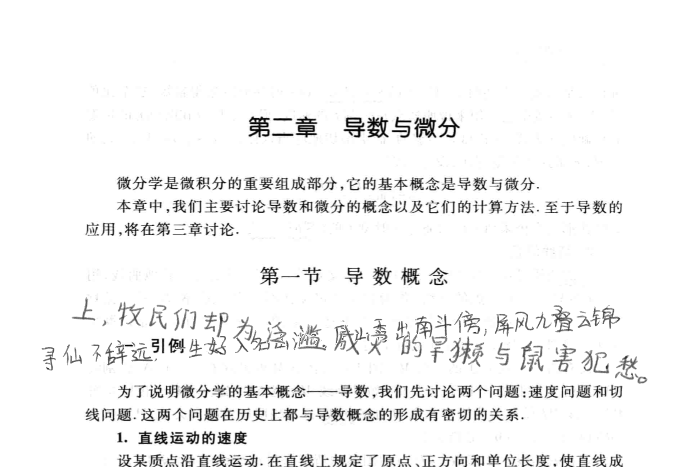 第二章 导数与微分
微分学是微积分的重要组成部分,它的基本概念是导数与微分.
本章中,我们主要讨论导数和微分的概念以及它们的计算方法.至于导数的
应用,将在第三章讨论.
第一节 导数概念
上,牧民们却为泛滥 南斗傍,屏风九叠云锦
寻仙不辞远, 一生好入名山 的旱獭与鼠害犯愁。
一、引例
为了说明微分学的基本概念——导数,我们先讨论两个问题:速度问题和切
线问题.这两个问题在历史上都与导数概念的形成有密切的关系.
1. 直线运动的速度
设某质点沿直线运动.在直线上规定了原点、正方向和单位长度,使直线成